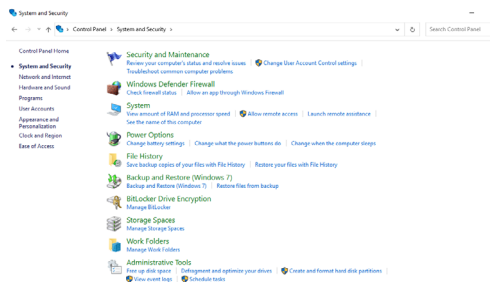 System and Security
Control Panel > System and Security >
Search Control Panel
Control Panel Home
System and Security
Network and Internet
Hardware and Sound
Programs
User Accounts
Appearance and
Personalization
Clock and Region
Ease of Access
Security and Maintenance
Review your computer's status and resolve issues | Change User Account Control settings |
Troubleshoot common computer problems
Windows Defender Firewall
Check firewall status | Allow an app through Windows Firewall
System
View amount of RAM and processor speed | Allow remote access | Launch remote assistance |
See the name of this computer
Power Options
Change battery settings | Change what the power buttons do | Change when the computer sleeps
File History
Save backup copies of your files with File History | Restore your files with File History
Backup and Restore (Windows 7)
Backup and Restore (Windows 7) | Restore files from backup
BitLocker Drive Encryption
Manage BitLocker
Storage Spaces
Manage Storage Spaces
Work Folders
Manage Work Folders
Administrative Tools
Free up disk space | Defragment and optimize your drives | Create and format hard disk partitions |
View event logs | Schedule tasks